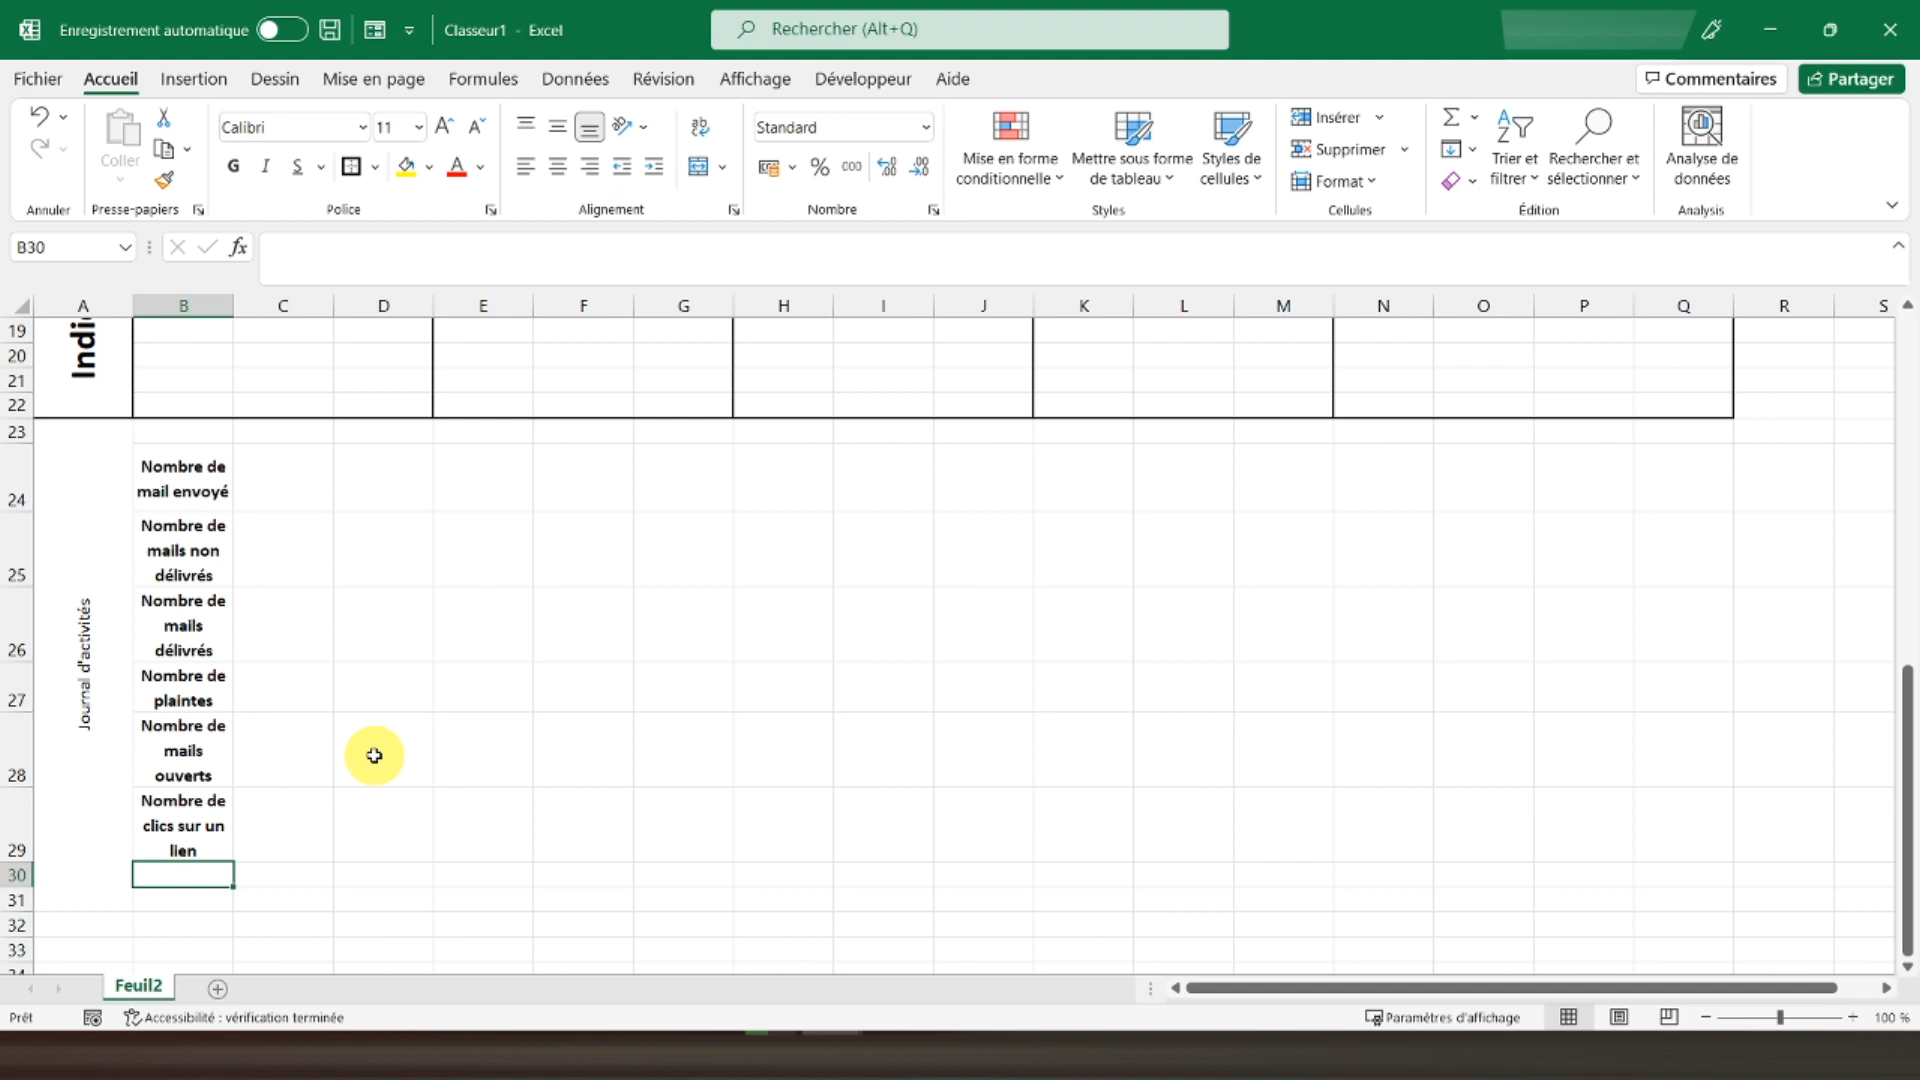 Enregistrement automatique
Classeur1 - Excel
Rechercher (Alt+Q)
Fichier Accueil Insertion Dessin Mise en page Formules Données Révision Affichage Développeur Aide
Commentaires Partager
Coller
Calibri 11
G I S
Standard
% 000
Mise en forme conditionnelle
Mettre sous forme de tableau
Styles de cellules
Insérer
Supprimer
Format
Trier et filtrer
Rechercher et sélectionner
Analyse de données
Annuler Presse-papiers Police Alignement Nombre Styles Cellules Édition Analysis
B30 fx
A B C D E F G H I J K L M N O P Q R S
19
20
21
22
23
24
25
26
27
28
29
30
31
32
33
34
Indi
Journal d'activités
Nombre de
mail envoyé
Nombre de
mails non
délivrés
Nombre de
mails
délivrés
Nombre de
plaintes
Nombre de
mails
ouverts
Nombre de
clics sur un
lien
Feuil2
Prêt Accessibilité : vérification terminée Paramètres d'affichage 100 %